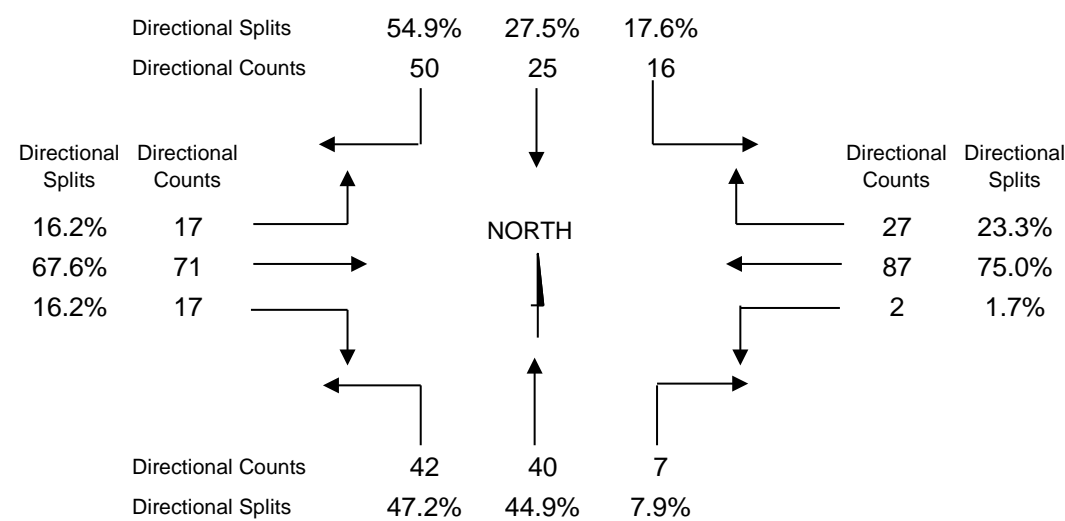 Directional Splits 54.9% 27.5% 17.6%
Directional Counts 50 25 16
Directional Directional Directional Directional
Splits Counts Counts Splits
16.2% 17 NORTH 27 23.3%
67.6% 71 87 75.0%
16.2% 17 2 1.7%
Directional Counts 42 40 7
Directional Splits 47.2% 44.9% 7.9%